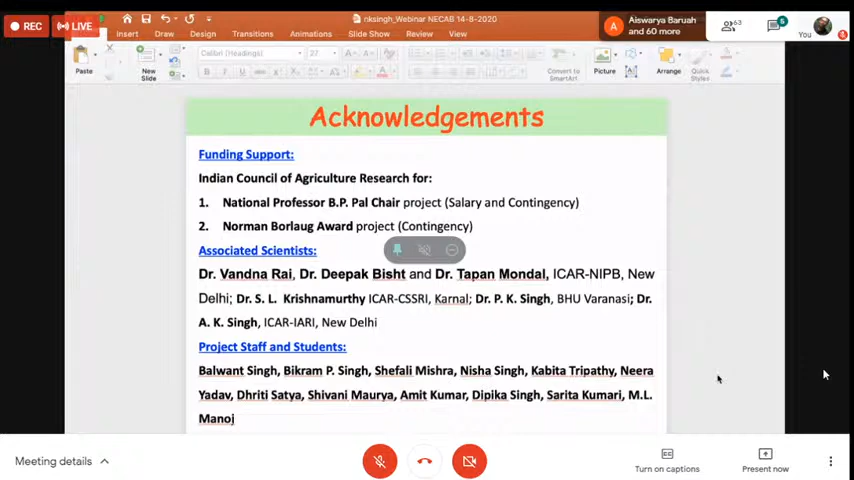 REC
LIVE
nksingh_Webinar NECAB 14-8-2020
Aiswarya Baruah
and 60 more
A
63
6
You
Insert Draw Design Transitions Animations Slide Show Review View
Calibri (Headings) 27
Paste
New
Slide
Convert to
SmartArt
Picture
Arrange
Quick
Styles
Acknowledgements
Funding Support:
Indian Council of Agriculture Research for:
1. National Professor B.P. Pal Chair project (Salary and Contingency)
2. Norman Borlaug Award project (Contingency)
Associated Scientists:
Dr. Vandna Rai, Dr. Deepak Bisht and Dr. Tapan Mondal, ICAR-NIPB, New
Delhi; Dr. S. L. Krishnamurthy ICAR-CSSRI, Karnal; Dr. P. K. Singh, BHU Varanasi; Dr.
A. K. Singh, ICAR-IARI, New Delhi
Project Staff and Students:
Balwant Singh, Bikram P. Singh, Shefali Mishra, Nisha Singh, Kabita Tripathy, Neera
Yadav, Dhriti Satya, Shivani Maurya, Amit Kumar, Dipika Singh, Sarita Kumari, M.L.
Manoj
Meeting details
Turn on captions
Present now